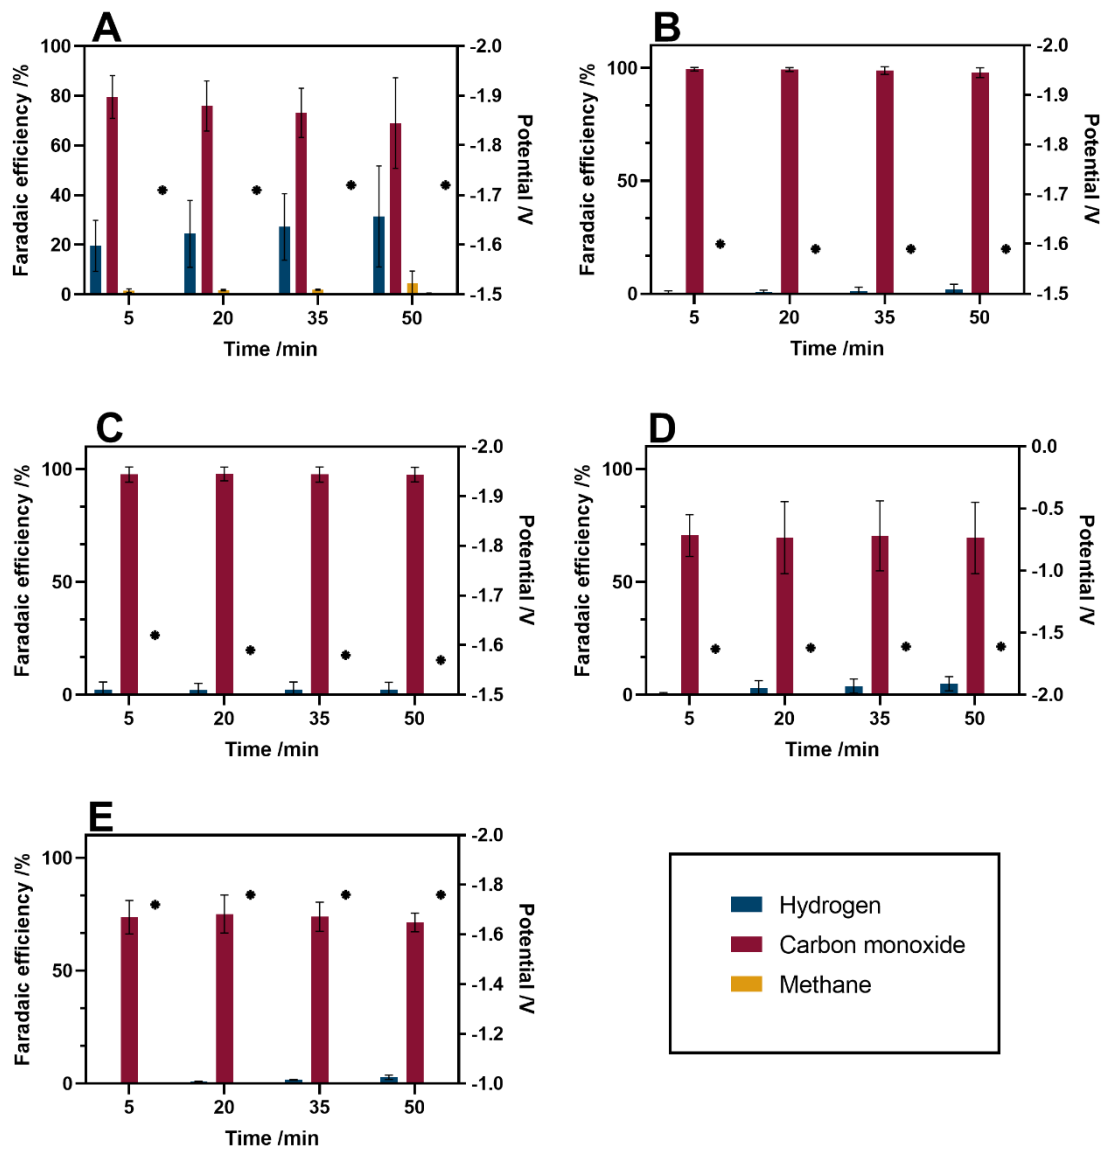 A
Faradaic efficiency /%
100
80
60
40
20
0
-2.0
-1.9
-1.8
-1.7
-1.6
-1.5
Potential /V
5 20 35 50
Time /min
B
Faradaic efficiency /%
100
50
0
-2.0
-1.9
-1.8
-1.7
-1.6
-1.5
Potential /V
5 20 35 50
Time /min
C
Faradaic efficiency /%
100
50
0
-2.0
-1.9
-1.8
-1.7
-1.6
-1.5
Potential /V
5 20 35 50
Time /min
D
Faradaic efficiency /%
100
50
0
0.0
-0.5
-1.0
-1.5
-2.0
Potential /V
5 20 35 50
Time /min
E
Faradaic efficiency /%
100
50
0
-2.0
-1.8
-1.6
-1.4
-1.2
-1.0
Potential /V
5 20 35 50
Time /min
Hydrogen
Carbon monoxide
Methane